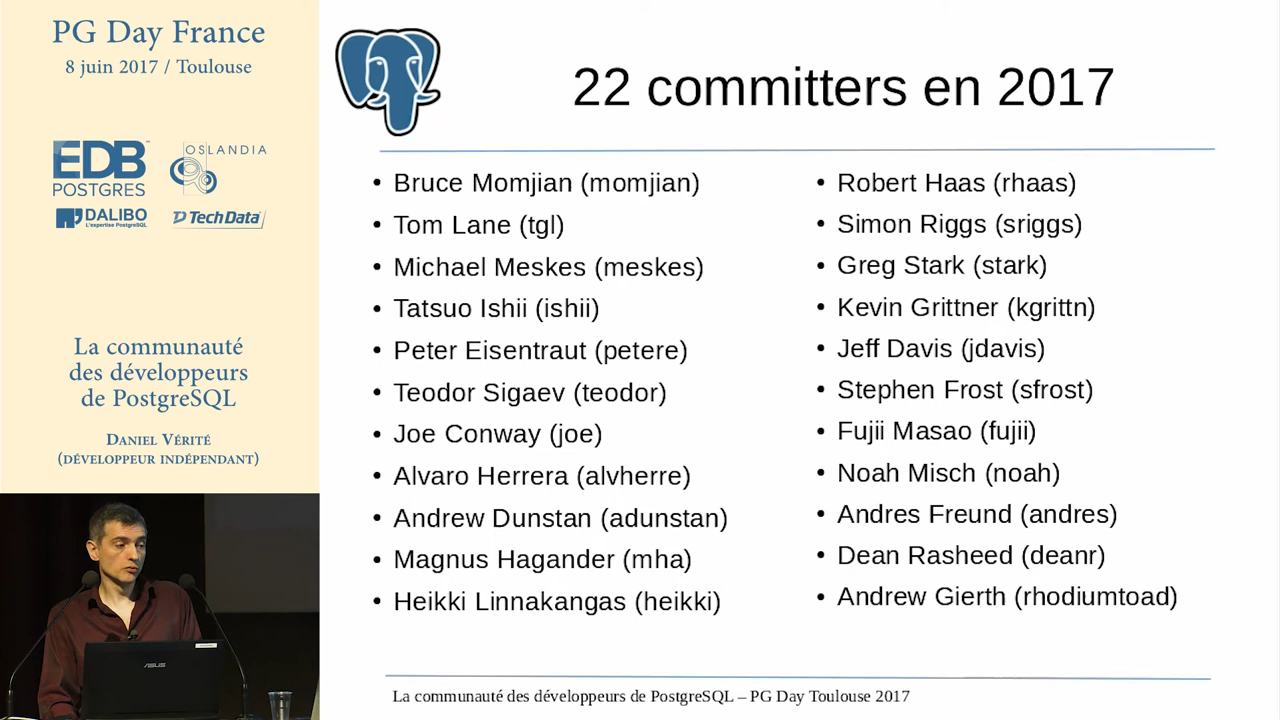 PG Day France
8 juin 2017 / Toulouse
EDB
POSTGRES
OSLANDIA
DALIBO
L'expertise PostgreSQL
TechData
La communauté
des développeurs
de PostgreSQL
Daniel Vérité
(développeur indépendant)
ASUS
22 committers en 2017
• Bruce Momjian (momjian)
• Tom Lane (tgl)
• Michael Meskes (meskes)
• Tatsuo Ishii (ishii)
• Peter Eisentraut (petere)
• Teodor Sigaev (teodor)
• Joe Conway (joe)
• Alvaro Herrera (alvherre)
• Andrew Dunstan (adunstan)
• Magnus Hagander (mha)
• Heikki Linnakangas (heikki)
• Robert Haas (rhaas)
• Simon Riggs (sriggs)
• Greg Stark (stark)
• Kevin Grittner (kgrittn)
• Jeff Davis (jdavis)
• Stephen Frost (sfrost)
• Fujii Masao (fujii)
• Noah Misch (noah)
• Andres Freund (andres)
• Dean Rasheed (deanr)
• Andrew Gierth (rhodiumtoad)
La communauté des développeurs de PostgreSQL – PG Day Toulouse 2017